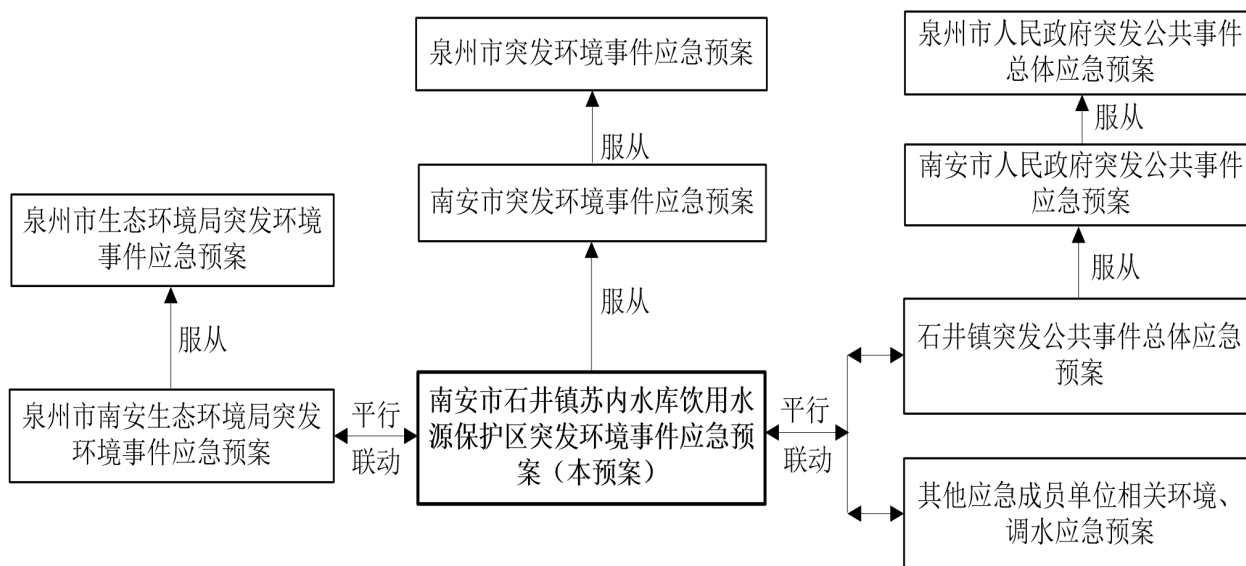 泉州市突发环境事件应急预案
泉州市人民政府突发公共事件
总体应急预案
服从
服从
南安市突发环境事件应急预案
南安市人民政府突发公共事件
应急预案
泉州市生态环境局突发环境
事件应急预案
服从
服从
服从
石井镇突发公共事件总体应急
预案
泉州市南安生态环境局突发
环境事件应急预案
平行
联动
南安市石井镇苏内水库饮用水
源保护区突发环境事件应急预
案（本预案）
平行
联动
其他应急成员单位相关环境、
调水应急预案